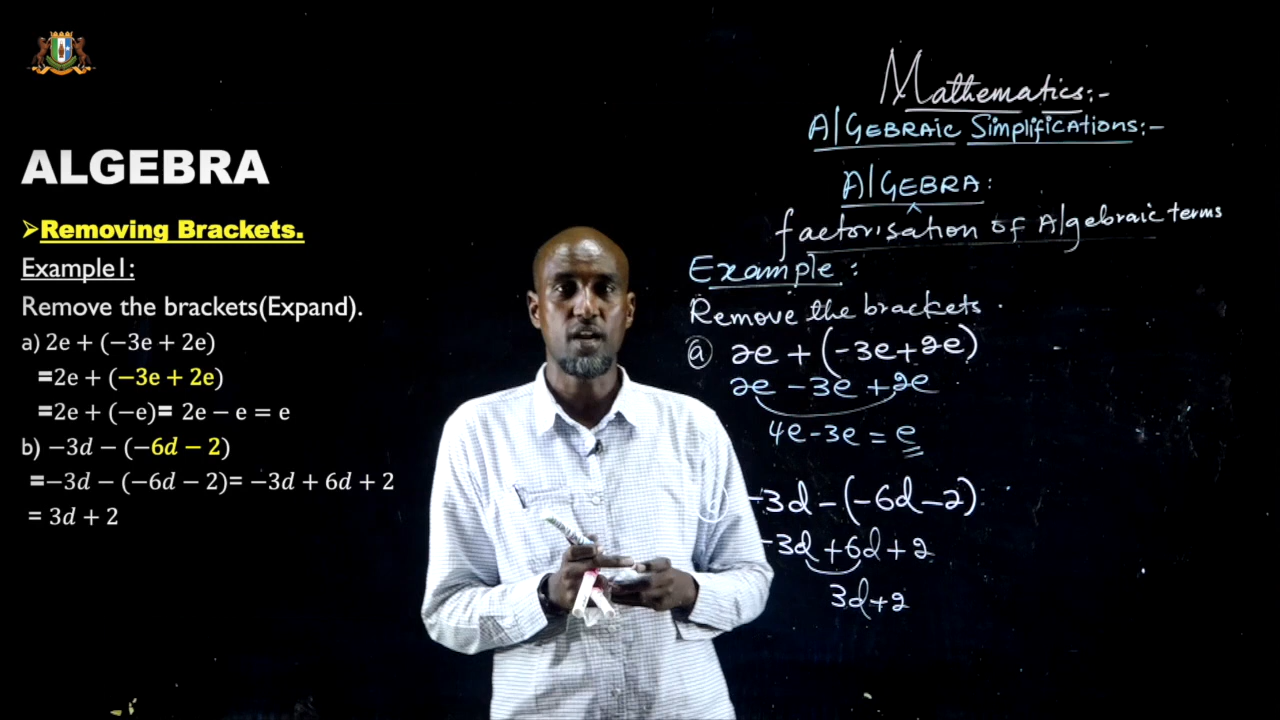 ALGEBRA
➢Removing Brackets.
Example1:
Remove the brackets(Expand).
a) 2e + (−3e + 2e)
=2e + (−3e + 2e)
=2e + (−e)= 2e − e = e
b) −3d − (−6d − 2)
=−3d − (−6d − 2)= −3d + 6d + 2
= 3d + 2
Mathematics:-
AlGEBRAic Simplifications:-
AlGEBRA:
factorisation of Algebraic terms
Example:
Remove the brackets.
a 2e + (-3e+2e)
2e - 3e + 2e
4e-3e = e
-3d - (-6d-2)
-3d+6d+2
3d+2